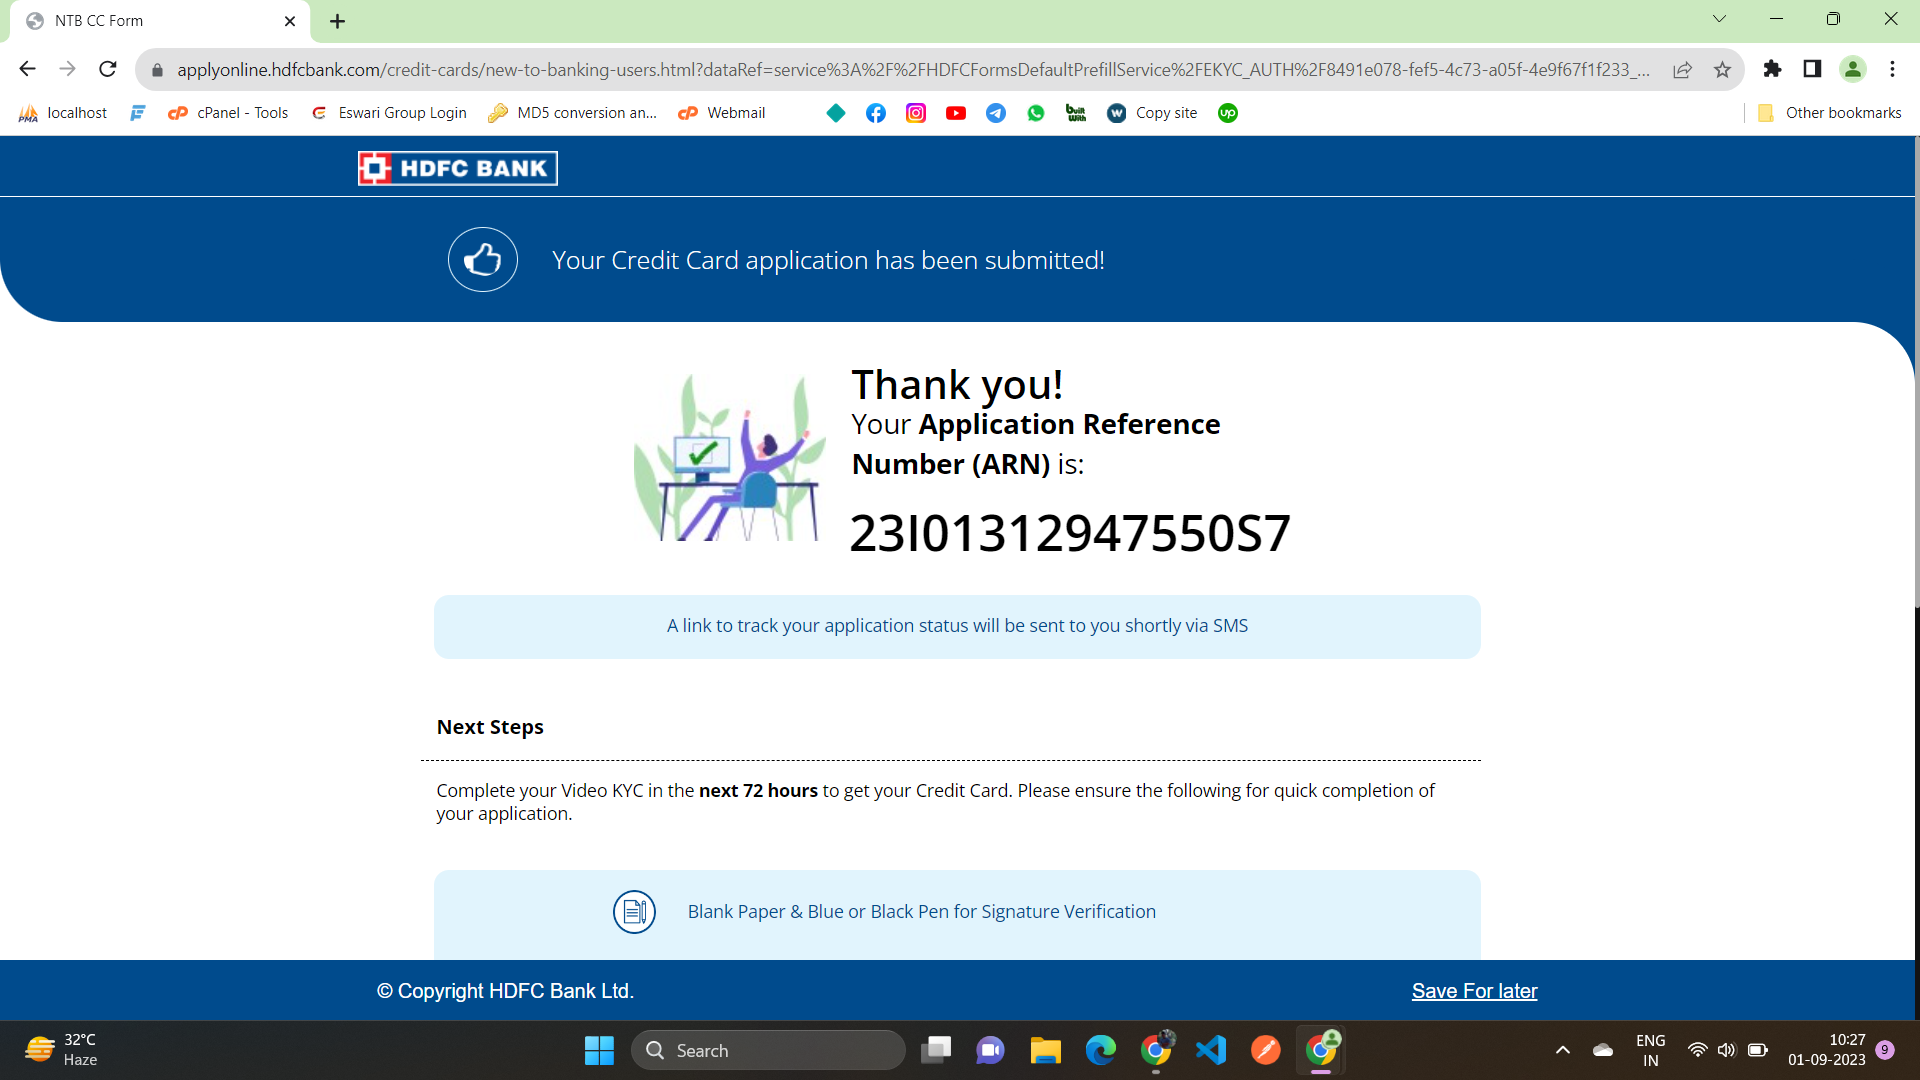 NTB CC Form
applyonline.hdfcbank.com/credit-cards/new-to-banking-users.html?dataRef=service%3A%2F%2FHDFCFormsDefaultPrefillService%2FEKYC_AUTH%2F8491e078-fef5-4c73-a05f-4e9f67f1f233_...
PMA localhost cPanel - Tools Eswari Group Login MD5 conversion an... Webmail built With Copy site up Other bookmarks
HDFC BANK
Your Credit Card application has been submitted!
Thank you!
Your Application Reference
Number (ARN) is:
23I01312947550S7
A link to track your application status will be sent to you shortly via SMS
Next Steps
Complete your Video KYC in the next 72 hours to get your Credit Card. Please ensure the following for quick completion of
your application.
Blank Paper & Blue or Black Pen for Signature Verification
© Copyright HDFC Bank Ltd. Save For later
32°C
Haze
Search
ENG
IN
10:27
01-09-2023
9